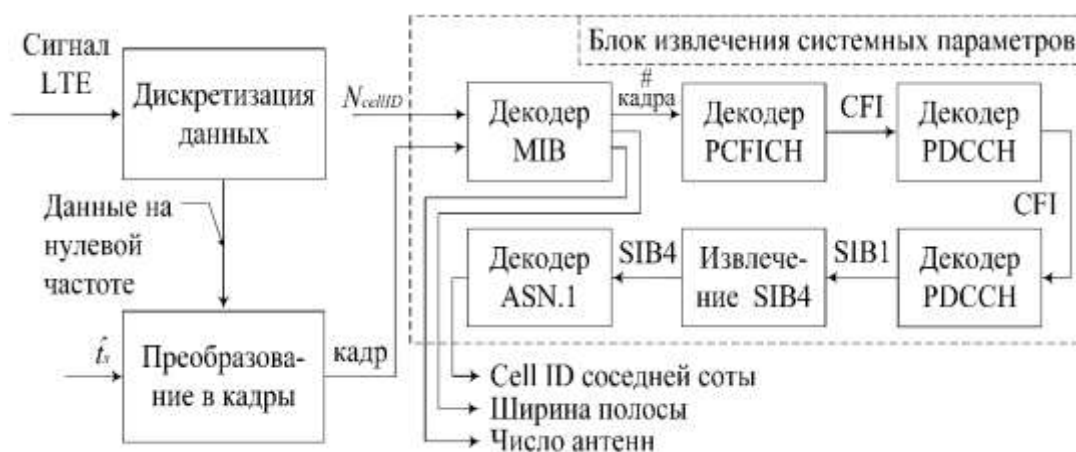 Сигнал
LTE
Дискретизация
данных
Данные на
нулевой
частоте
t̂s
Преобразова-
ние в кадры
кадр
NcellID
Блок извлечения системных параметров
Декодер
MIB
#
кадра
Декодер
PCFICH
CFI
Декодер
PDCCH
CFI
Декодер
PDCCH
SIB1
Извлече-
ние SIB4
SIB4
Декодер
ASN.1
Cell ID соседней соты
Ширина полосы
Число антенн